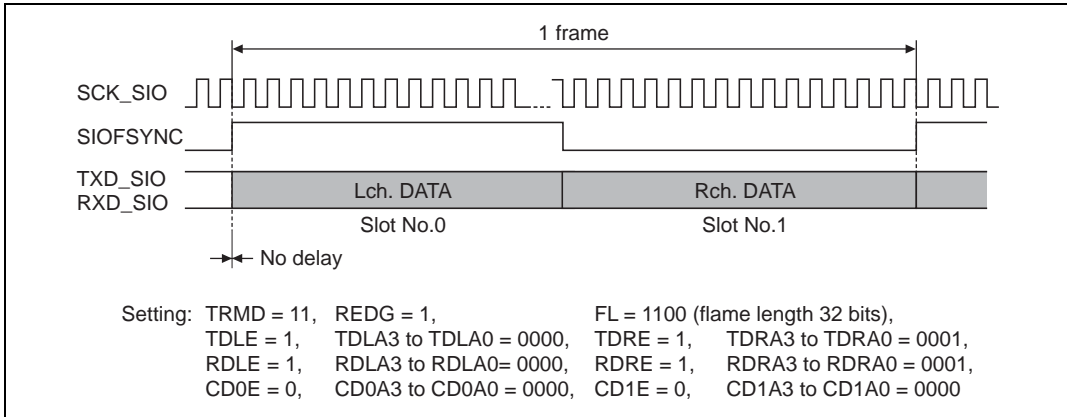 1 frame
SCK_SIO
SIOFSYNC
TXD_SIO
RXD_SIO
Lch. DATA Rch. DATA
Slot No.0 Slot No.1
No delay
Setting: TRMD = 11, REDG = 1, FL = 1100 (flame length 32 bits),
TDLE = 1, TDLA3 to TDLA0 = 0000, TDRE = 1, TDRA3 to TDRA0 = 0001,
RDLE = 1, RDLA3 to RDLA0= 0000, RDRE = 1, RDRA3 to RDRA0 = 0001,
CD0E = 0, CD0A3 to CD0A0 = 0000, CD1E = 0, CD1A3 to CD1A0 = 0000